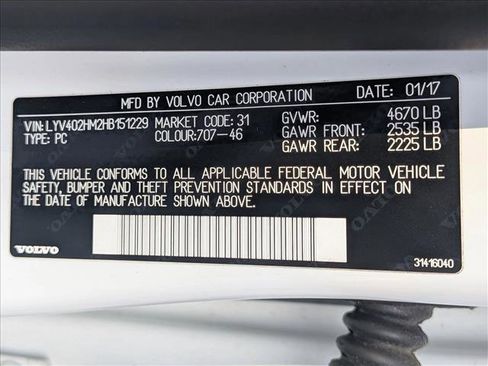 MFD BY VOLVO CAR CORPORATION DATE: 01/17
VIN: LYV402HM2HB151229 MARKET CODE: 31 GVWR: 4670 LB
TYPE: PC COLOUR: 707-46 GAWR FRONT: 2535 LB
GAWR REAR: 2225 LB
THIS VEHICLE CONFORMS TO ALL APPLICABLE FEDERAL MOTOR VEHICLE
SAFETY, BUMPER AND THEFT PREVENTION STANDARDS IN EFFECT ON THE
DATE OF MANUFACTURE SHOWN ABOVE.
VOLVO
31416040